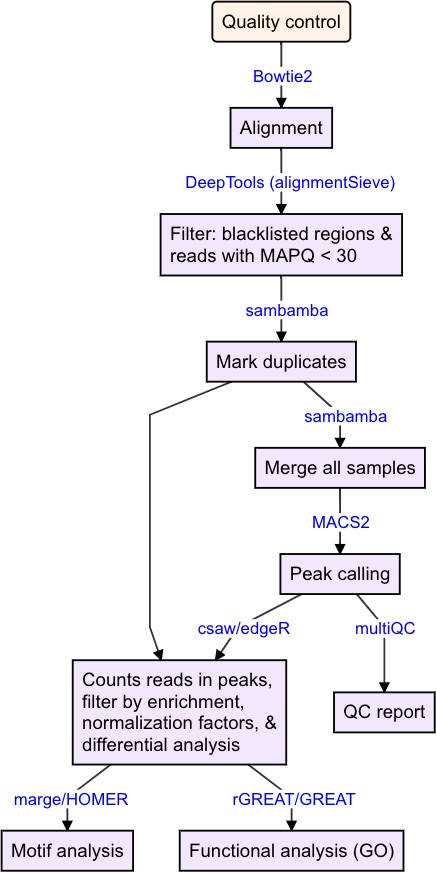 Quality control
Bowtie2
Alignment
DeepTools (alignmentSieve)
Filter: blacklisted regions &
reads with MAPQ < 30
sambamba
Mark duplicates
sambamba
Merge all samples
MACS2
Peak calling
csaw/edgeR
multiQC
Counts reads in peaks,
filter by enrichment,
normalization factors, &
differential analysis
QC report
marge/HOMER
rGREAT/GREAT
Motif analysis
Functional analysis (GO)